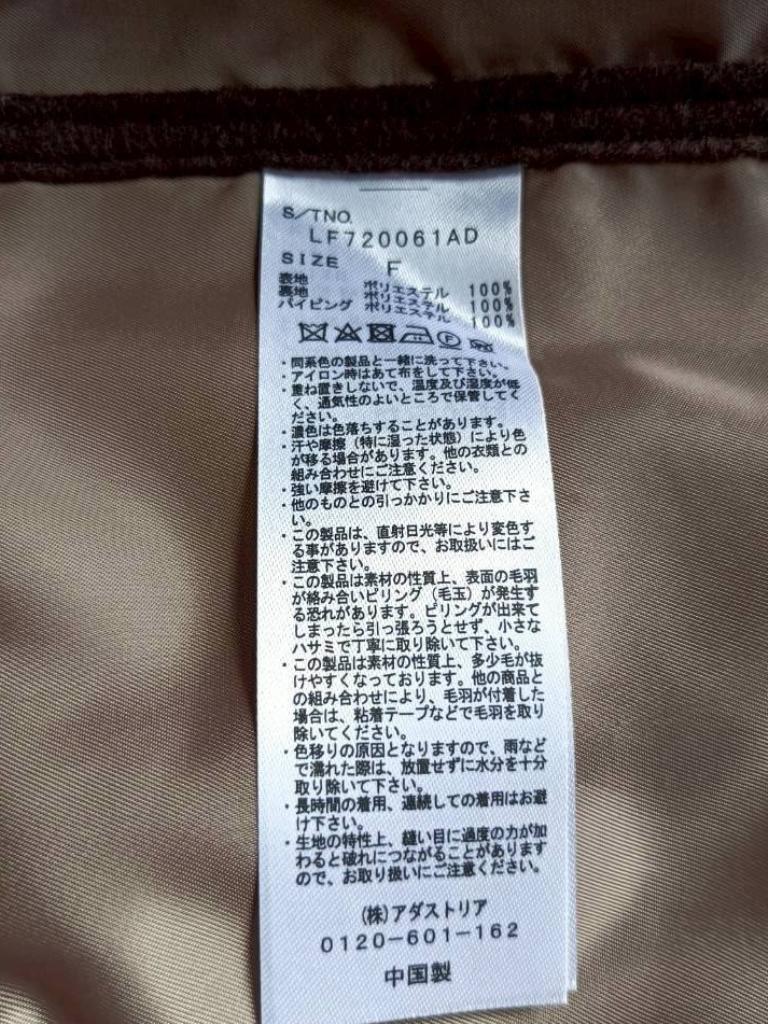 S/TNO.
LF720061AD
SIZE F
表地 ポリエステル 100%
裏地 ポリエステル 100%
パイピング ポリエステル 100%
・同系色の製品と一緒に洗って下さい。
・アイロン時はあて布をして下さい。
・重ね置きしないで、温度及び湿度が低
く、通気性のよいところで保管してく
ださい。
・濃色は色落ちすることがあります。
・汗や摩擦（特に湿った状態）により色
が移る場合があります。他の衣類との
組み合わせにご注意ください。
・強い摩擦を避けて下さい。
・他のものとの引っかかりにご注意下さ
い。
・この製品は、直射日光等により変色す
る事がありますので、お取扱いにはご
注意下さい。
・この製品は素材の性質上、表面の毛羽
が絡み合いピリング（毛玉）が発生す
る恐れがあります。ピリングが出来て
しまったら引っ張ろうとせず、小さな
ハサミで丁寧に取り除いて下さい。
・この製品は素材の性質上、多少毛が抜
けやすくなっております。他の商品と
の組み合わせにより、毛羽が付着した
場合は、粘着テープなどで毛羽を取り
除いてください。
・色移りの原因となりますので、雨など
で濡れた際は、放置せずに水分を十分
取り除いて下さい。
・長時間の着用、連続しての着用はお避
け下さい。
・生地の特性上、縫い目に過度の力が加
わると破れにつながることがあります
ので、お取り扱いにご注意ください。
(株)アダストリア
0120-601-162
中国製